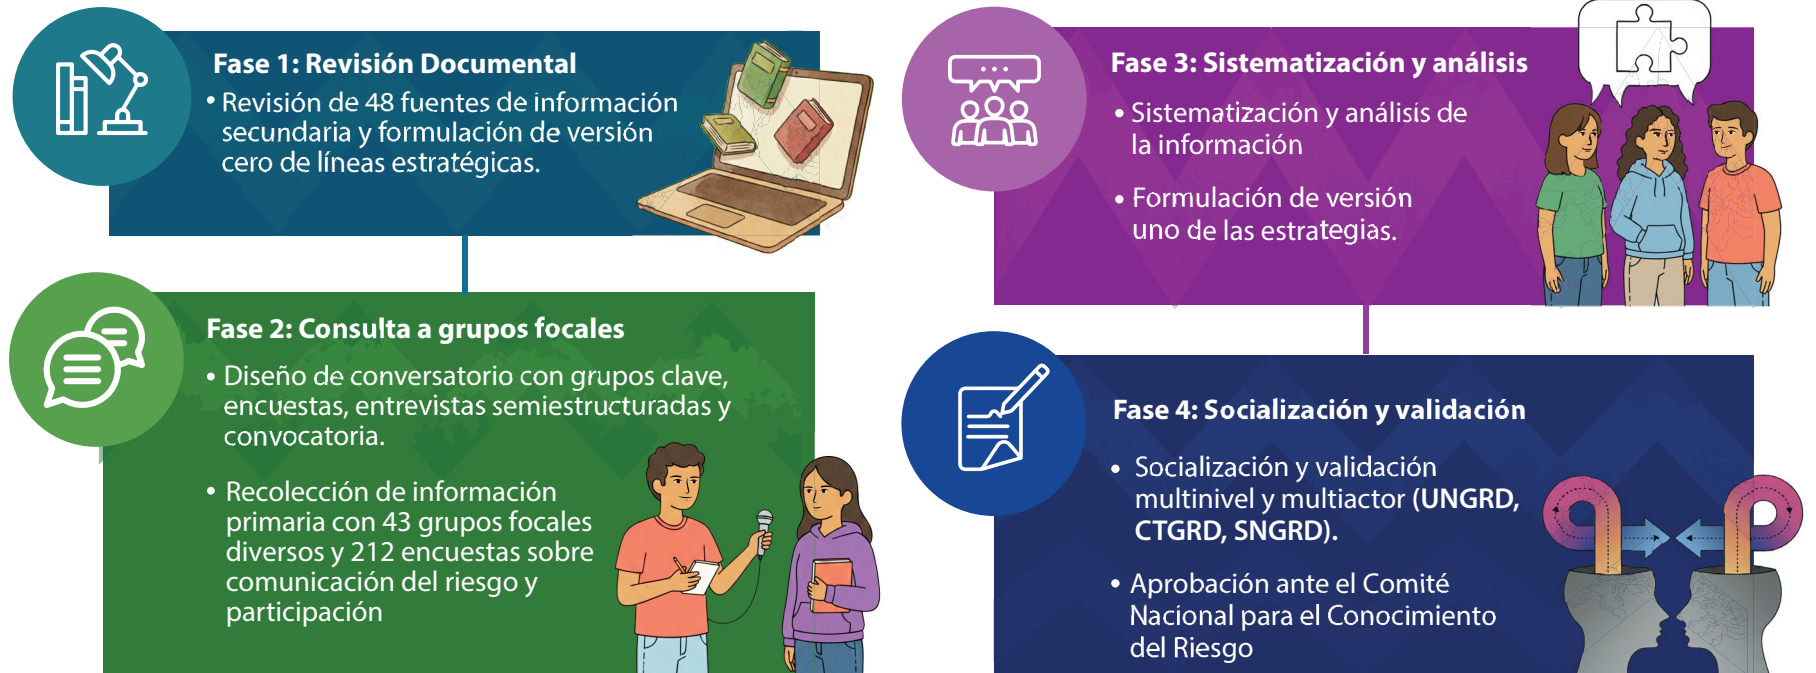 Fase 1: Revisión Documental
• Revisión de 48 fuentes de información
secundaria y formulación de versión
cero de líneas estratégicas.
Fase 2: Consulta a grupos focales
• Diseño de conversatorio con grupos clave,
encuestas, entrevistas semiestructuradas y
convocatoria.
• Recolección de información
primaria con 43 grupos focales
diversos y 212 encuestas sobre
comunicación del riesgo y
participación
Fase 3: Sistematización y análisis
• Sistematización y análisis de
la información
• Formulación de versión
uno de las estrategias.
Fase 4: Socialización y validación
• Socialización y validación
multinivel y multiactor (UNGRD,
CTGRD, SNGRD).
• Aprobación ante el Comité
Nacional para el Conocimiento
del Riesgo